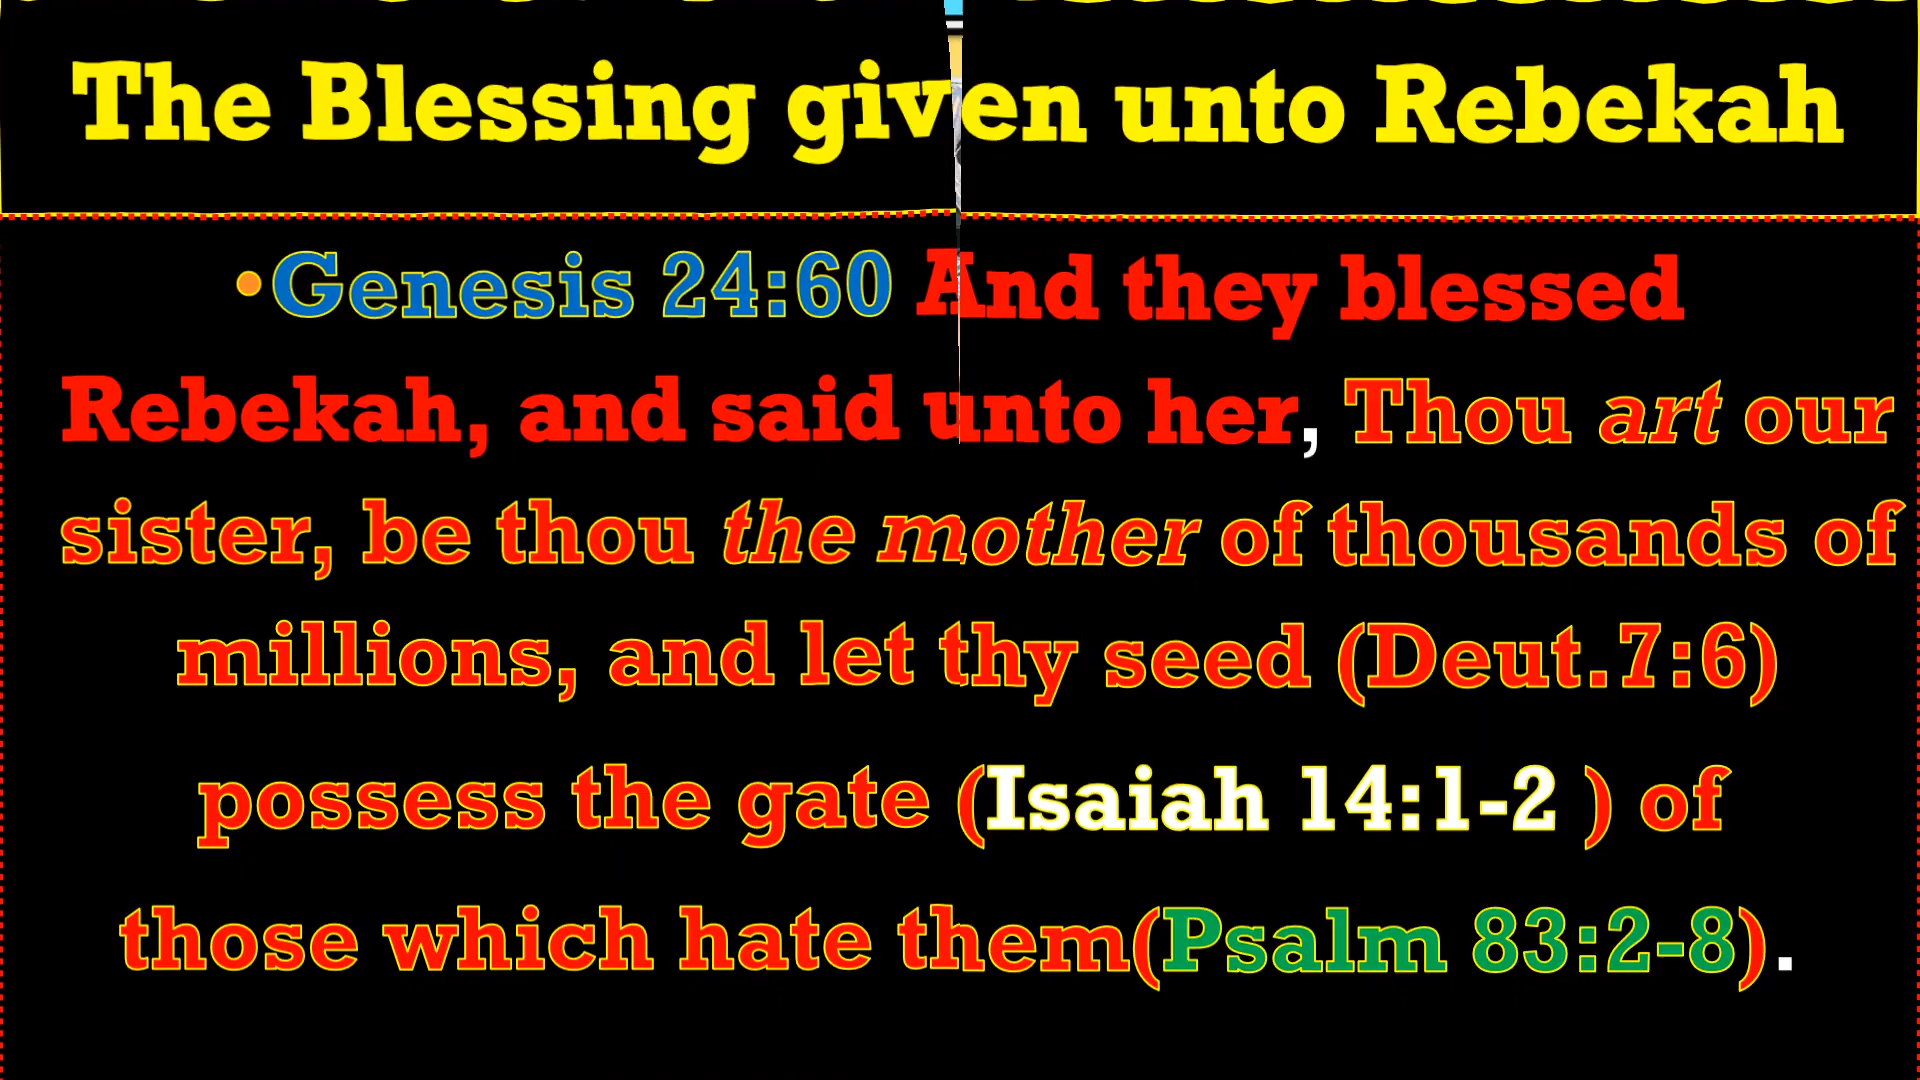 The Blessing given unto Rebekah
•Genesis 24:60 And they blessed
Rebekah, and said unto her, Thou art our
sister, be thou the mother of thousands of
millions, and let thy seed (Deut.7:6)
possess the gate (Isaiah 14:1-2 ) of
those which hate them(Psalm 83:2-8).